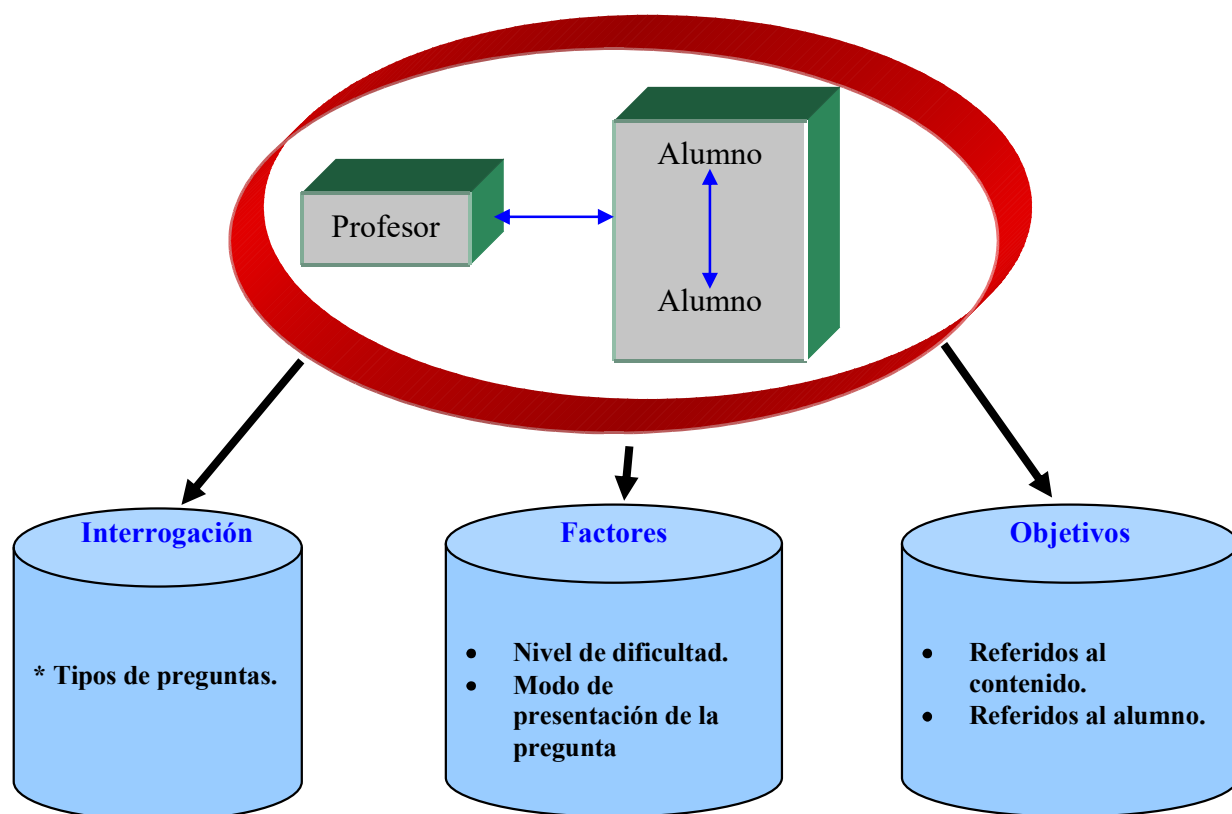 Alumno
Profesor
Alumno
Interrogación
* Tipos de preguntas.
Factores
• Nivel de dificultad.
• Modo de
presentación de la
pregunta
Objetivos
• Referidos al
contenido.
• Referidos al alumno.